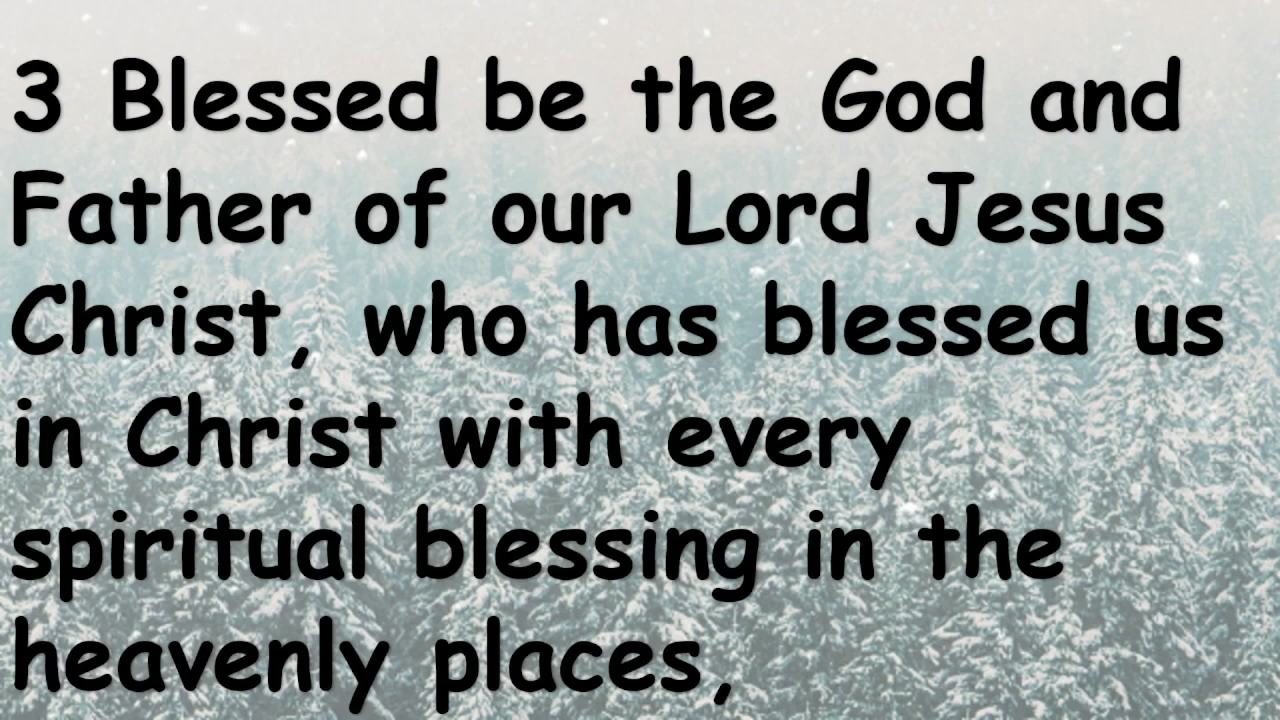 3 Blessed be the God and
Father of our Lord Jesus
Christ, who has blessed us
in Christ with every
spiritual blessing in the
heavenly places,